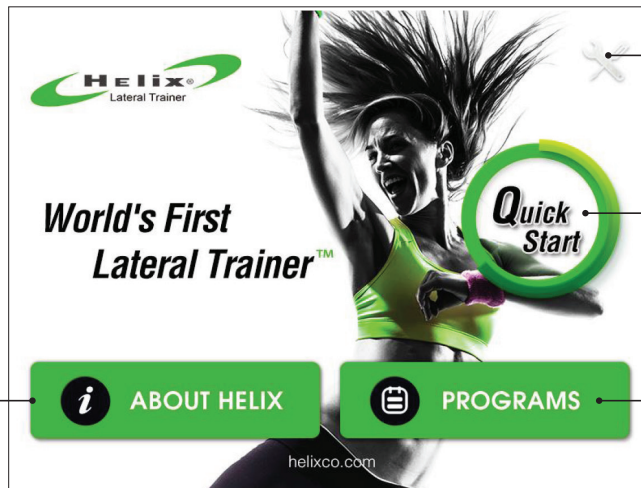 HELIX®
Lateral Trainer
World's First
Lateral Trainer™
Quick
Start
i ABOUT HELIX
PROGRAMS
helixco.com